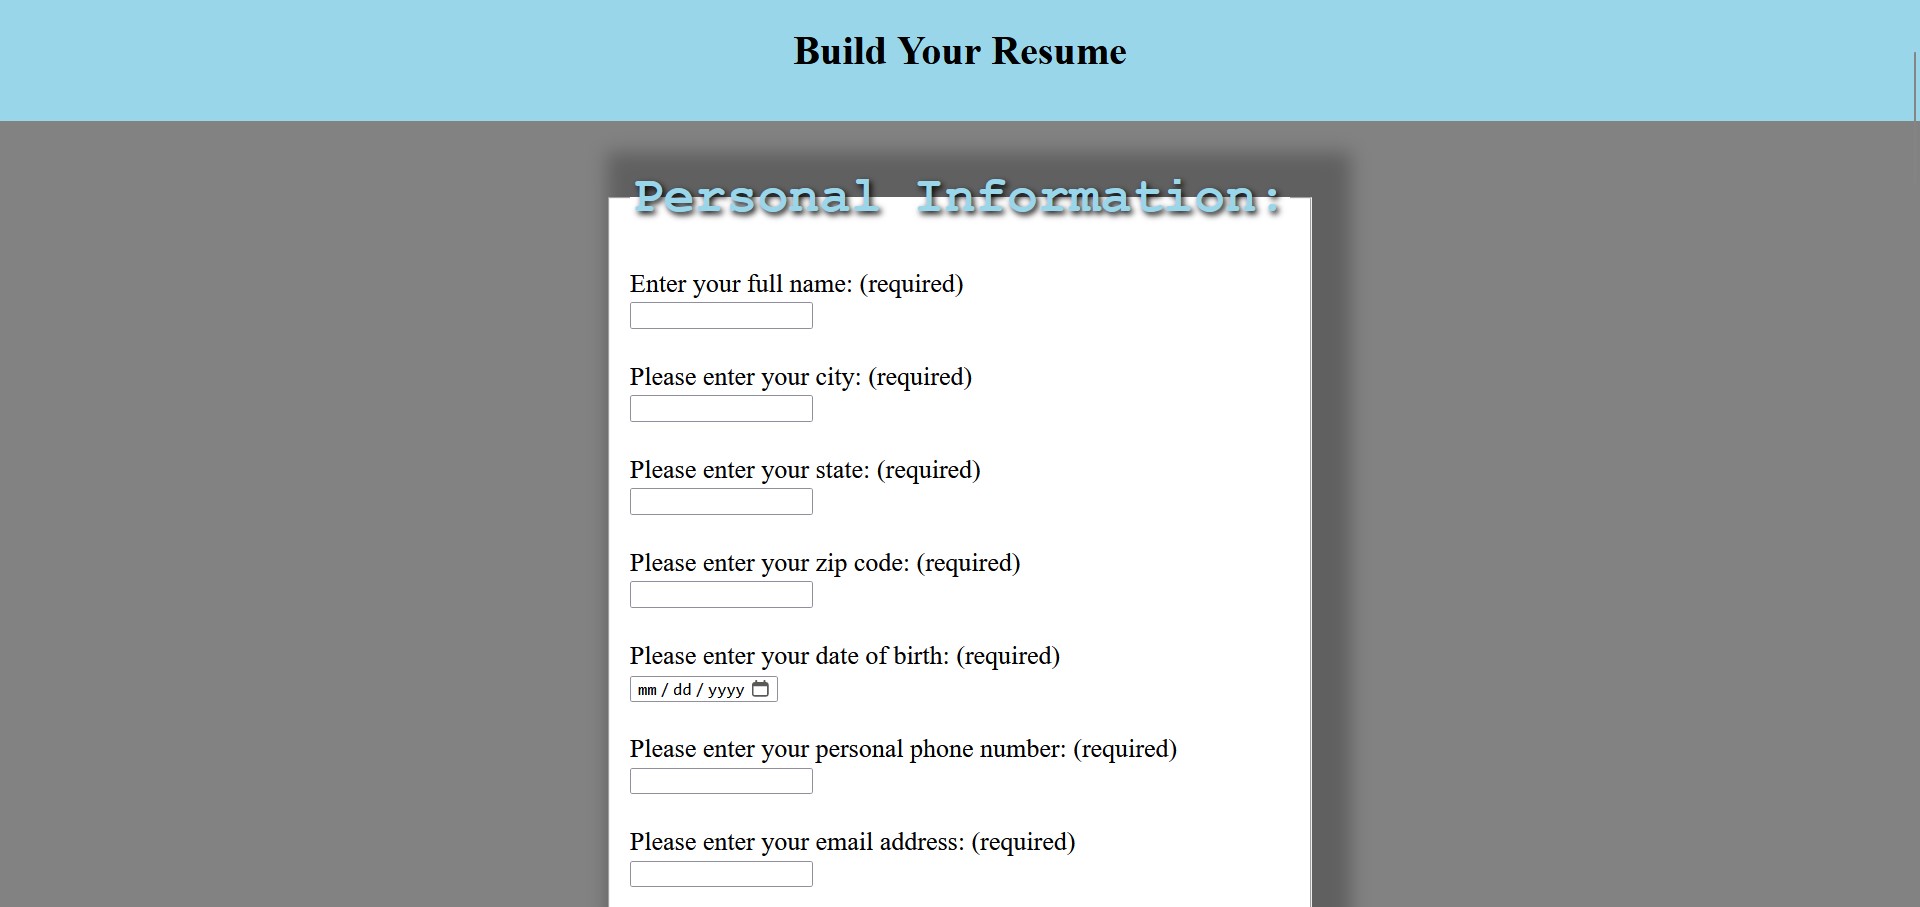 Build Your Resume
Personal Information:
Enter your full name: (required)
Please enter your city: (required)
Please enter your state: (required)
Please enter your zip code: (required)
Please enter your date of birth: (required)
mm / dd / yyyy
Please enter your personal phone number: (required)
Please enter your email address: (required)